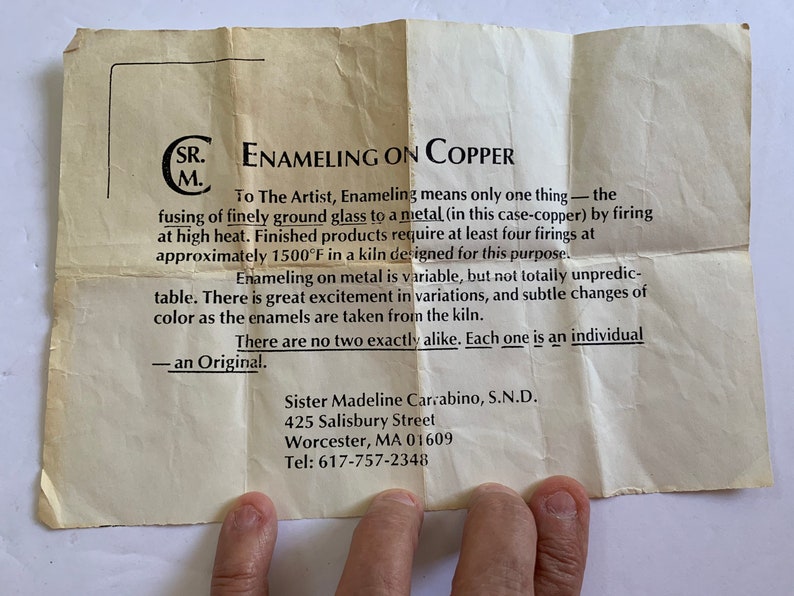 C
SR.
M.
ENAMELING ON COPPER
To The Artist, Enameling means only one thing — the
fusing of finely ground glass to a metal (in this case-copper) by firing
at high heat. Finished products require at least four firings at
approximately 1500°F in a kiln designed for this purpose.
Enameling on metal is variable, but not totally unpredic-
table. There is great excitement in variations, and subtle changes of
color as the enamels are taken from the kiln.
There are no two exactly alike. Each one is an individual
— an Original.
Sister Madeline Carrabino, S.N.D.
425 Salisbury Street
Worcester, MA 01609
Tel: 617-757-2348